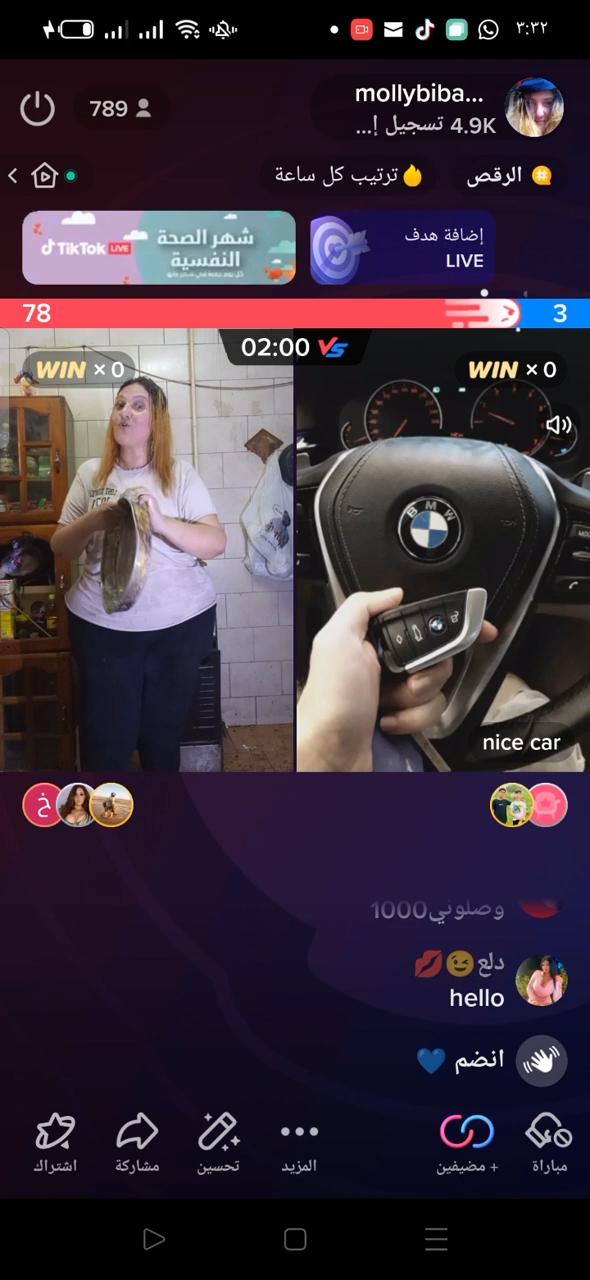 ٣:٣٢
mollybiba...
4.9K تسجيل إ...
789
الرقص
ترتيب كل ساعة
إضافة هدف
LIVE
شهر الصحة
النفسية
TikTok LIVE
78
3
02:00 VS
WIN × 0
WIN × 0
BMW
nice car
خ
وصلوني1000
دلع😉💋
hello
انضم 💙
مباراة
+ مضيفين
المزيد
تحسين
مشاركة
اشتراك